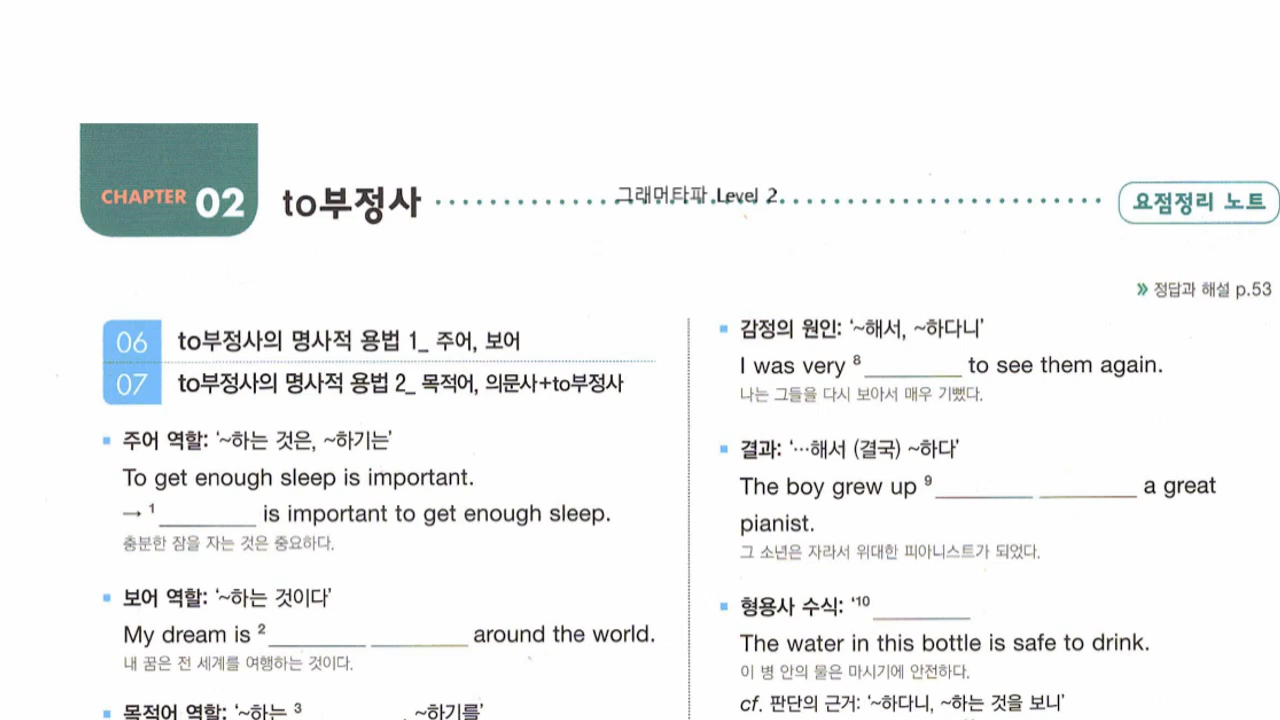 CHAPTER 02 to부정사 그래머타파 Level 2 요점정리 노트
» 정답과 해설 p.53
06 to부정사의 명사적 용법 1_ 주어, 보어
07 to부정사의 명사적 용법 2_ 목적어, 의문사+to부정사
주어 역할: ‘~하는 것은, ~하기는’
To get enough sleep is important.
→ 1 ________ is important to get enough sleep.
충분한 잠을 자는 것은 중요하다.
보어 역할: ‘~하는 것이다’
My dream is 2 ________ ________ around the world.
내 꿈은 전 세계를 여행하는 것이다.
목적어 역할: ‘~하는 3 ________, ~하기를’
감정의 원인: ‘~해서, ~하다니’
I was very 8 ________ to see them again.
나는 그들을 다시 보아서 매우 기뻤다.
결과: ‘…해서 (결국) ~하다’
The boy grew up 9 ________ ________ a great
pianist.
그 소년은 자라서 위대한 피아니스트가 되었다.
형용사 수식: ‘10 ________
The water in this bottle is safe to drink.
이 병 안의 물은 마시기에 안전하다.
cf. 판단의 근거: ‘~하다니, ~하는 것을 보니’